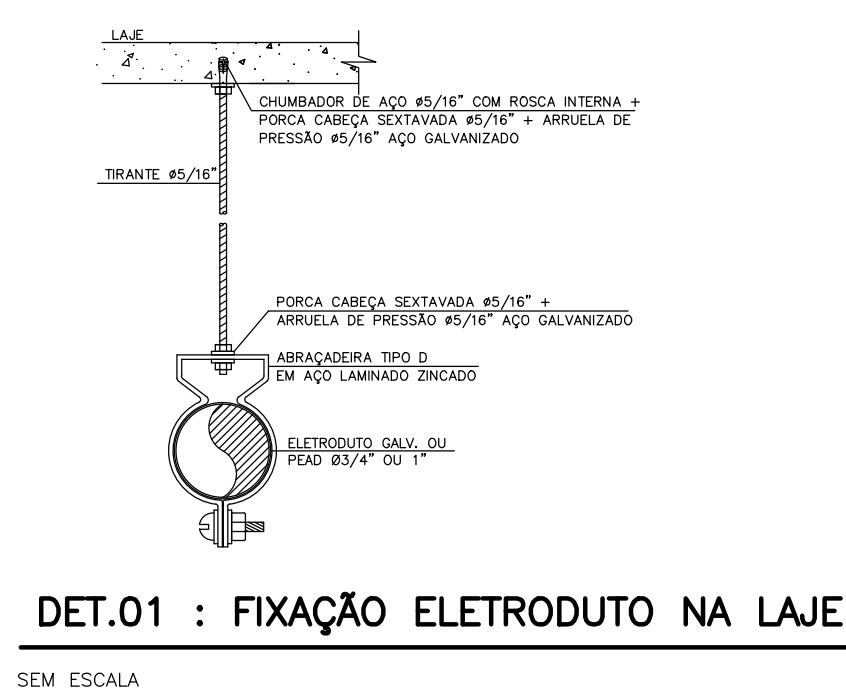 LAJE
CHUMBADOR DE AÇO ø5/16" COM ROSCA INTERNA +
PORCA CABEÇA SEXTAVADA ø5/16" + ARRUELA DE
PRESSÃO ø5/16" AÇO GALVANIZADO
TIRANTE ø5/16"
PORCA CABEÇA SEXTAVADA ø5/16" +
ARRUELA DE PRESSÃO ø5/16" AÇO GALVANIZADO
ABRAÇADEIRA TIPO D
EM AÇO LAMINADO ZINCADO
ELETRODUTO GALV. OU
PEAD Ø3/4" OU 1"
DET.01 : FIXAÇÃO ELETRODUTO NA LAJE
SEM ESCALA